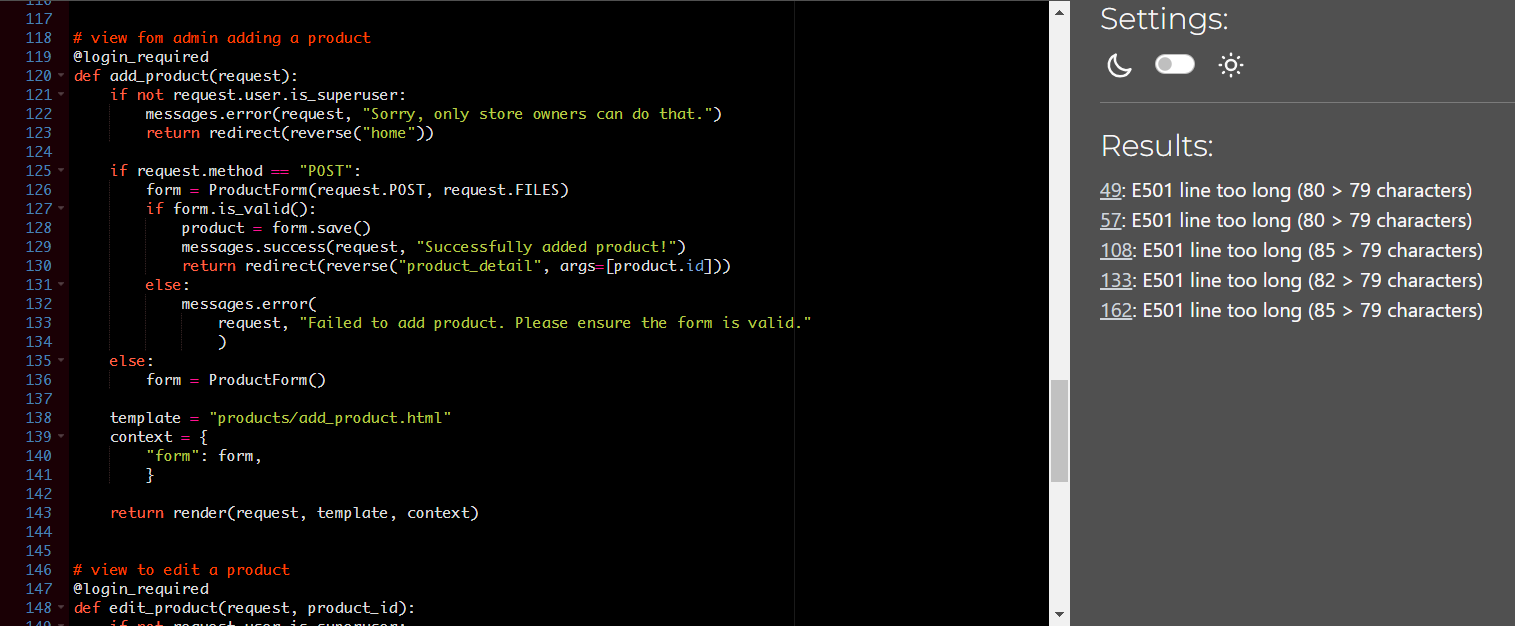 117
118 # view fom admin adding a product
119 @login_required
120 def add_product(request):
121     if not request.user.is_superuser:
122         messages.error(request, "Sorry, only store owners can do that.")
123         return redirect(reverse("home"))
124
125     if request.method == "POST":
126         form = ProductForm(request.POST, request.FILES)
127         if form.is_valid():
128             product = form.save()
129             messages.success(request, "Successfully added product!")
130             return redirect(reverse("product_detail", args=[product.id]))
131         else:
132             messages.error(
133                 request, "Failed to add product. Please ensure the form is valid."
134                 )
135     else:
136         form = ProductForm()
137
138     template = "products/add_product.html"
139     context = {
140         "form": form,
141         }
142
143     return render(request, template, context)
144
145
146 # view to edit a product
147 @login_required
148 def edit_product(request, product_id):
149     if not request.user.is_superuser:
Settings:
Results:
49: E501 line too long (80 > 79 characters)
57: E501 line too long (80 > 79 characters)
108: E501 line too long (85 > 79 characters)
133: E501 line too long (82 > 79 characters)
162: E501 line too long (85 > 79 characters)